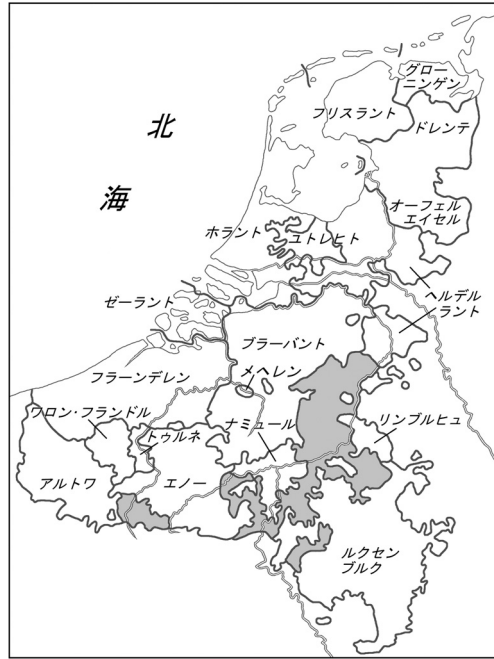 北
海
グロー
ニンゲン
フリスラント
ドレンテ
オーフェル
エイセル
ホラント
ユトレヒト
ヘルデル
ラント
ゼーラント
ブラーバント
フラーンデレン
メヘレン
ワロン・フランドル
トゥルネ
ナミュール
リンブルヒュ
アルトワ
エノー
ルクセン
ブルク